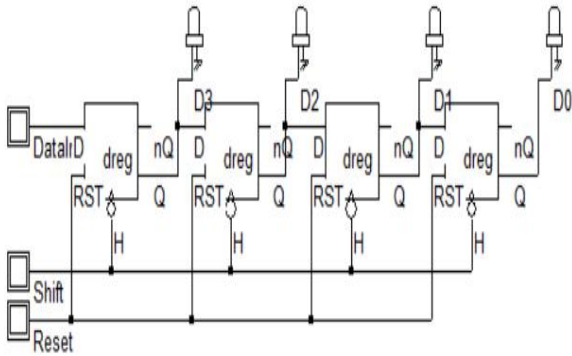 D3 D2 D1 D0
DataIn D nQ D nQ D nQ D nQ
dreg dreg dreg dreg
RST Q RST Q RST Q RST Q
H H H H
Shift
Reset